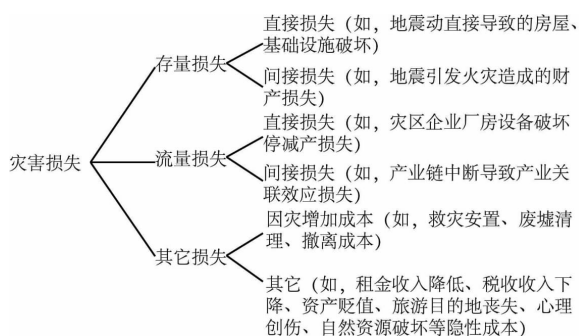 直接损失（如，地震动直接导致的房屋、
基础设施破坏）
存量损失
间接损失（如，地震引发火灾造成的财
产损失）
直接损失（如，灾区企业厂房设备破坏
停减产损失）
灾害损失
流量损失
间接损失（如，产业链中断导致产业关
联效应损失）
因灾增加成本（如，救灾安置、废墟清
理、撤离成本）
其它损失
其它（如，租金收入降低、税收收入下
降、资产贬值、旅游目的地丧失、心理
创伤、自然资源破坏等隐性成本）